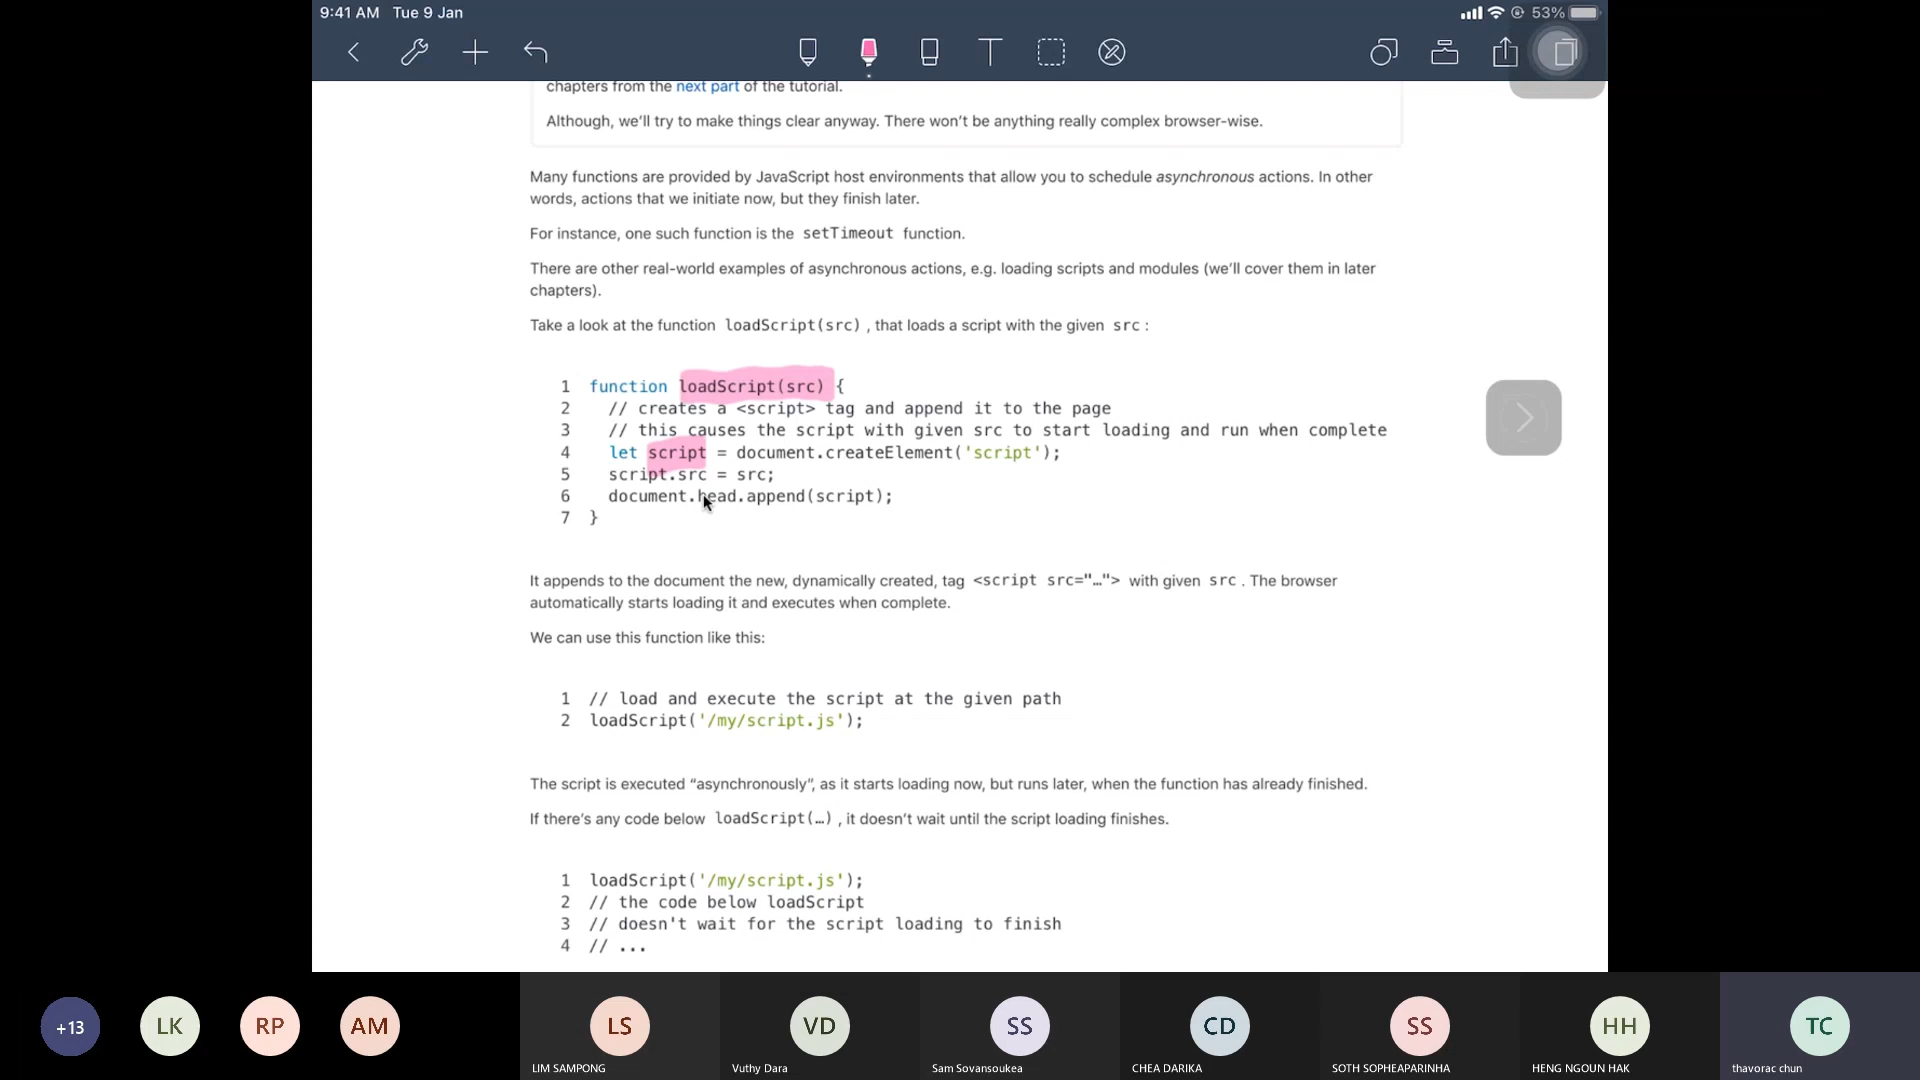 9:41 AM Tue 9 Jan
53%
chapters from the next part of the tutorial.
Although, we’ll try to make things clear anyway. There won’t be anything really complex browser-wise.
Many functions are provided by JavaScript host environments that allow you to schedule asynchronous actions. In other
words, actions that we initiate now, but they finish later.
For instance, one such function is the setTimeout function.
There are other real-world examples of asynchronous actions, e.g. loading scripts and modules (we’ll cover them in later
chapters).
Take a look at the function loadScript(src) , that loads a script with the given src :
1 function loadScript(src) {
2 // creates a <script> tag and append it to the page
3 // this causes the script with given src to start loading and run when complete
4 let script = document.createElement('script');
5 script.src = src;
6 document.head.append(script);
7 }
It appends to the document the new, dynamically created, tag <script src="…"> with given src . The browser
automatically starts loading it and executes when complete.
We can use this function like this:
1 // load and execute the script at the given path
2 loadScript('/my/script.js');
The script is executed “asynchronously”, as it starts loading now, but runs later, when the function has already finished.
If there’s any code below loadScript(…) , it doesn’t wait until the script loading finishes.
1 loadScript('/my/script.js');
2 // the code below loadScript
3 // doesn't wait for the script loading to finish
4 // ...
+13 LK RP AM LS VD SS CD SS HH TC
LIM SAMPONG Vuthy Dara Sam Sovansoukea CHEA DARIKA SOTH SOPHEAPARINHA HENG NGOUN HAK thavorac chun